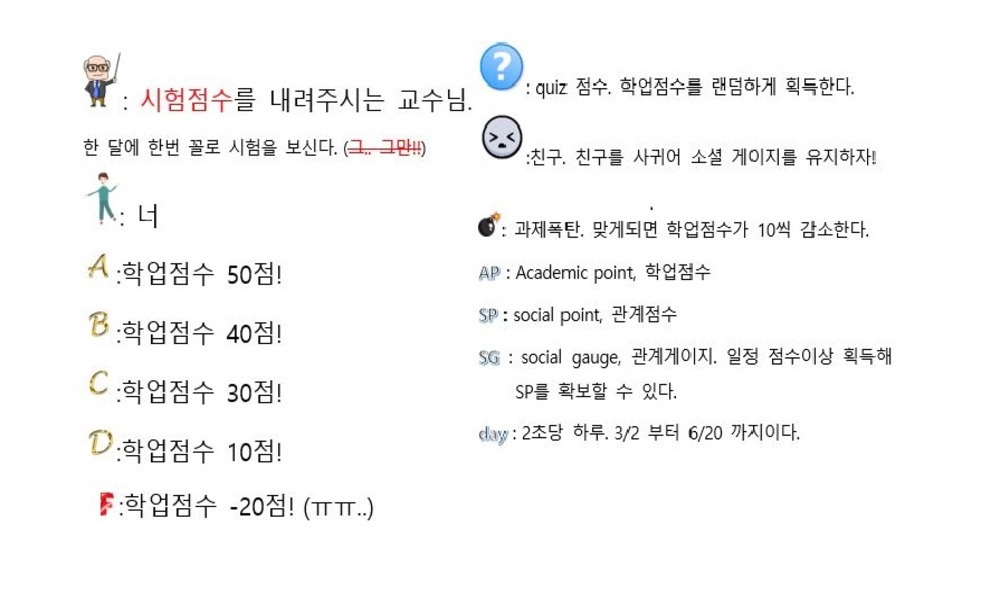 : 시험점수를 내려주시는 교수님.
한 달에 한번 꼴로 시험을 보신다. (그.. 그만!!)
: 너
A :학업점수 50점!
B :학업점수 40점!
C :학업점수 30점!
D :학업점수 10점!
F :학업점수 -20점! (ㅠㅠ..)
? : quiz 점수. 학업점수를 랜덤하게 획득한다.
:친구. 친구를 사귀어 소셜 게이지를 유지하자!
: 과제폭탄. 맞게되면 학업점수가 10씩 감소한다.
AP : Academic point, 학업점수
SP : social point, 관계점수
SG : social gauge, 관계게이지. 일정 점수이상 획득해
SP를 확보할 수 있다.
day : 2초당 하루. 3/2 부터 6/20 까지이다.